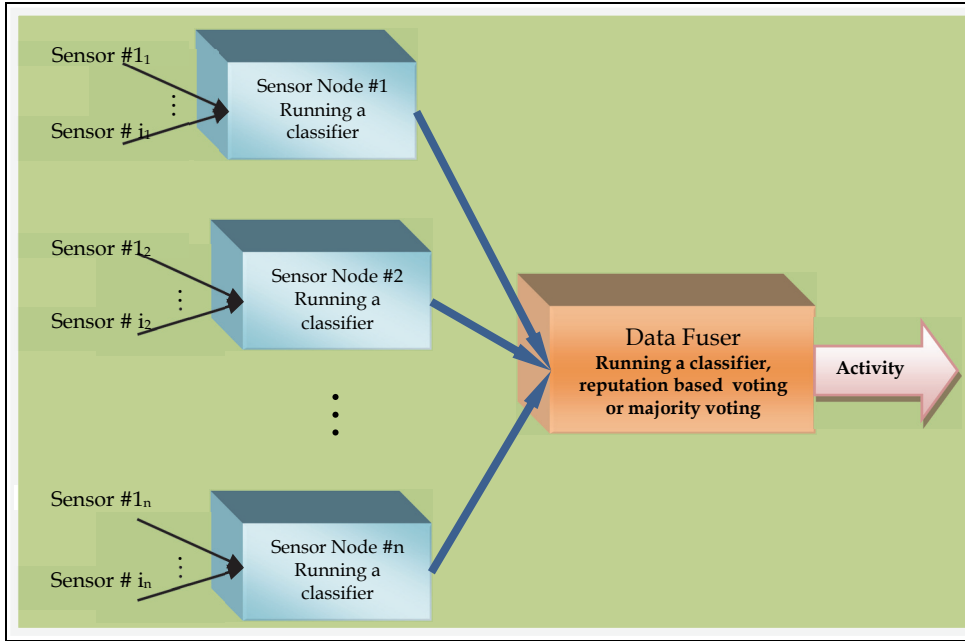 Sensor #1₁
Sensor # i₁
Sensor Node #1
Running a
classifier
Sensor #1₂
Sensor # i₂
Sensor Node #2
Running a
classifier
Data Fuser
Running a classifier,
reputation based voting
or majority voting
Activity
Sensor #1ₙ
Sensor # iₙ
Sensor Node #n
Running a
classifier